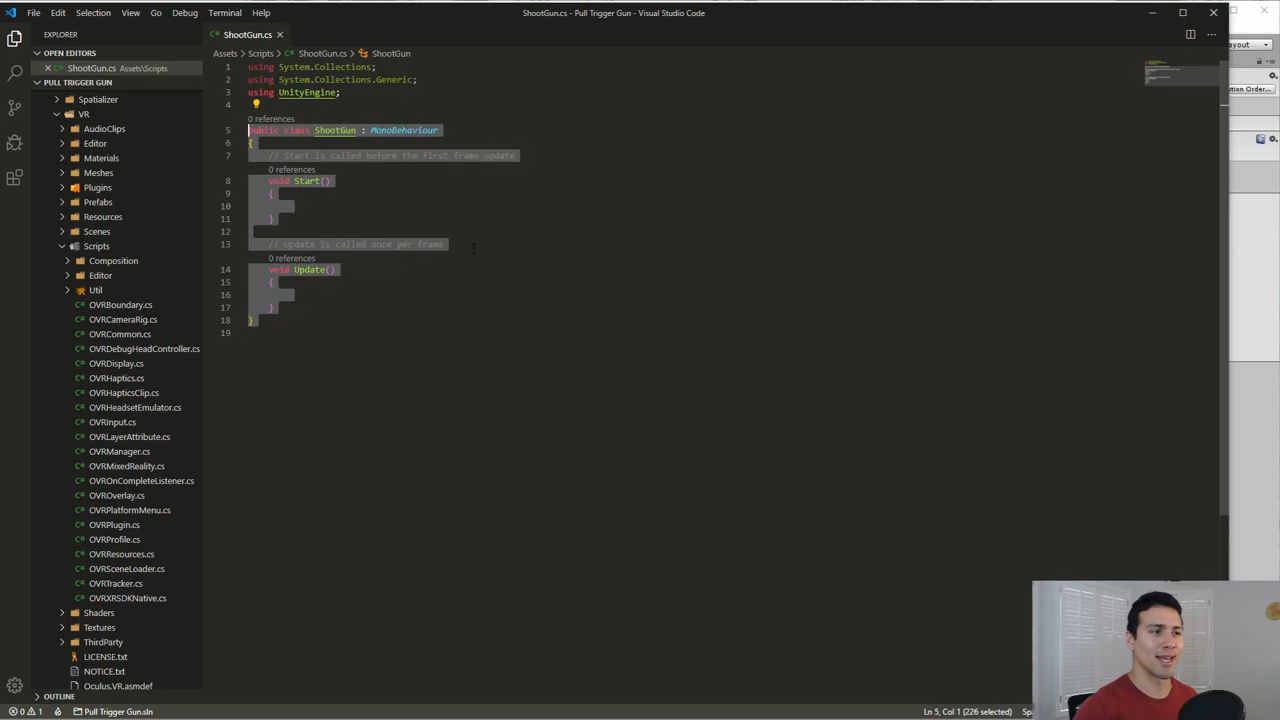 File Edit Selection View Go Debug Terminal Help
ShootGun.cs - Pull Trigger Gun - Visual Studio Code
EXPLORER
OPEN EDITORS
ShootGun.cs Assets\Scripts
PULL TRIGGER GUN
Spatializer
VR
AudioClips
Editor
Materials
Meshes
Plugins
Prefabs
Resources
Scenes
Scripts
Composition
Editor
Util
OVRBoundary.cs
OVRCameraRig.cs
OVRCommon.cs
OVRDebugHeadController.cs
OVRDisplay.cs
OVRHaptics.cs
OVRHapticsClip.cs
OVRHeadsetEmulator.cs
OVRInput.cs
OVRLayerAttribute.cs
OVRManager.cs
OVRMixedReality.cs
OVROnCompleteListener.cs
OVROverlay.cs
OVRPlatformMenu.cs
OVRPlugin.cs
OVRProfile.cs
OVRResources.cs
OVRSceneLoader.cs
OVRTracker.cs
OVRXRSDKNative.cs
Shaders
Textures
ThirdParty
LICENSE.txt
NOTICE.txt
Oculus.VR.asmdef
OUTLINE
ShootGun.cs
Assets > Scripts > ShootGun.cs > ShootGun
1 using System.Collections;
2 using System.Collections.Generic;
3 using UnityEngine;
4
0 references
5 public class ShootGun : MonoBehaviour
6 {
7 // Start is called before the first frame update
0 references
8 void Start()
9 {
10
11 }
12
13 // Update is called once per frame
0 references
14 void Update()
15 {
16
17 }
18 }
19
ayout
ution Order...
0 1 Pull Trigger Gun.sln
Ln 5, Col 1 (226 selected)